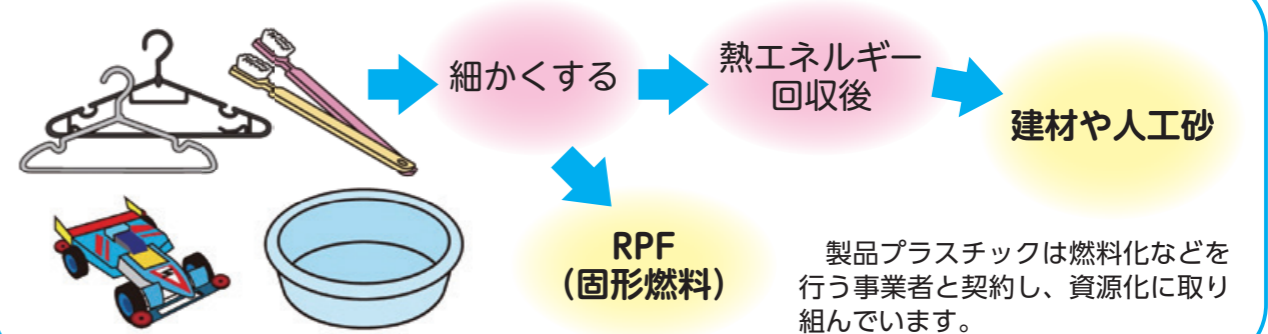 細かくする
熱エネルギー
回収後
建材や人工砂
RPF
（固形燃料）
製品プラスチックは燃料化などを
行う事業者と契約し、資源化に取り
組んでいます。